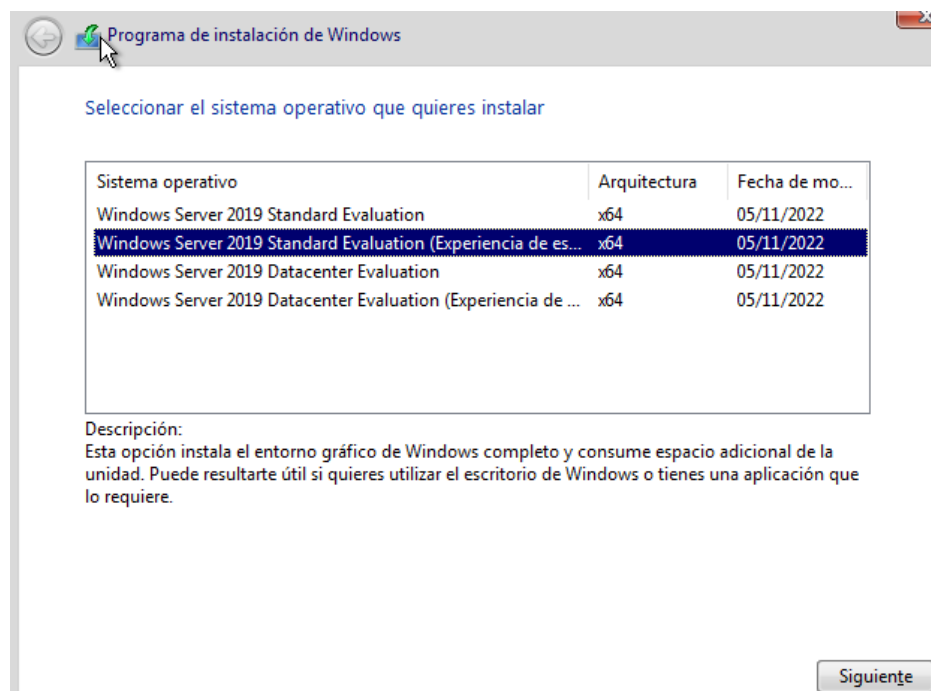 Programa de instalación de Windows
Seleccionar el sistema operativo que quieres instalar
Sistema operativo Arquitectura Fecha de mo...
Windows Server 2019 Standard Evaluation x64 05/11/2022
Windows Server 2019 Standard Evaluation (Experiencia de es... x64 05/11/2022
Windows Server 2019 Datacenter Evaluation x64 05/11/2022
Windows Server 2019 Datacenter Evaluation (Experiencia de ... x64 05/11/2022
Descripción:
Esta opción instala el entorno gráfico de Windows completo y consume espacio adicional de la
unidad. Puede resultarte útil si quieres utilizar el escritorio de Windows o tienes una aplicación que
lo requiere.
Siguiente